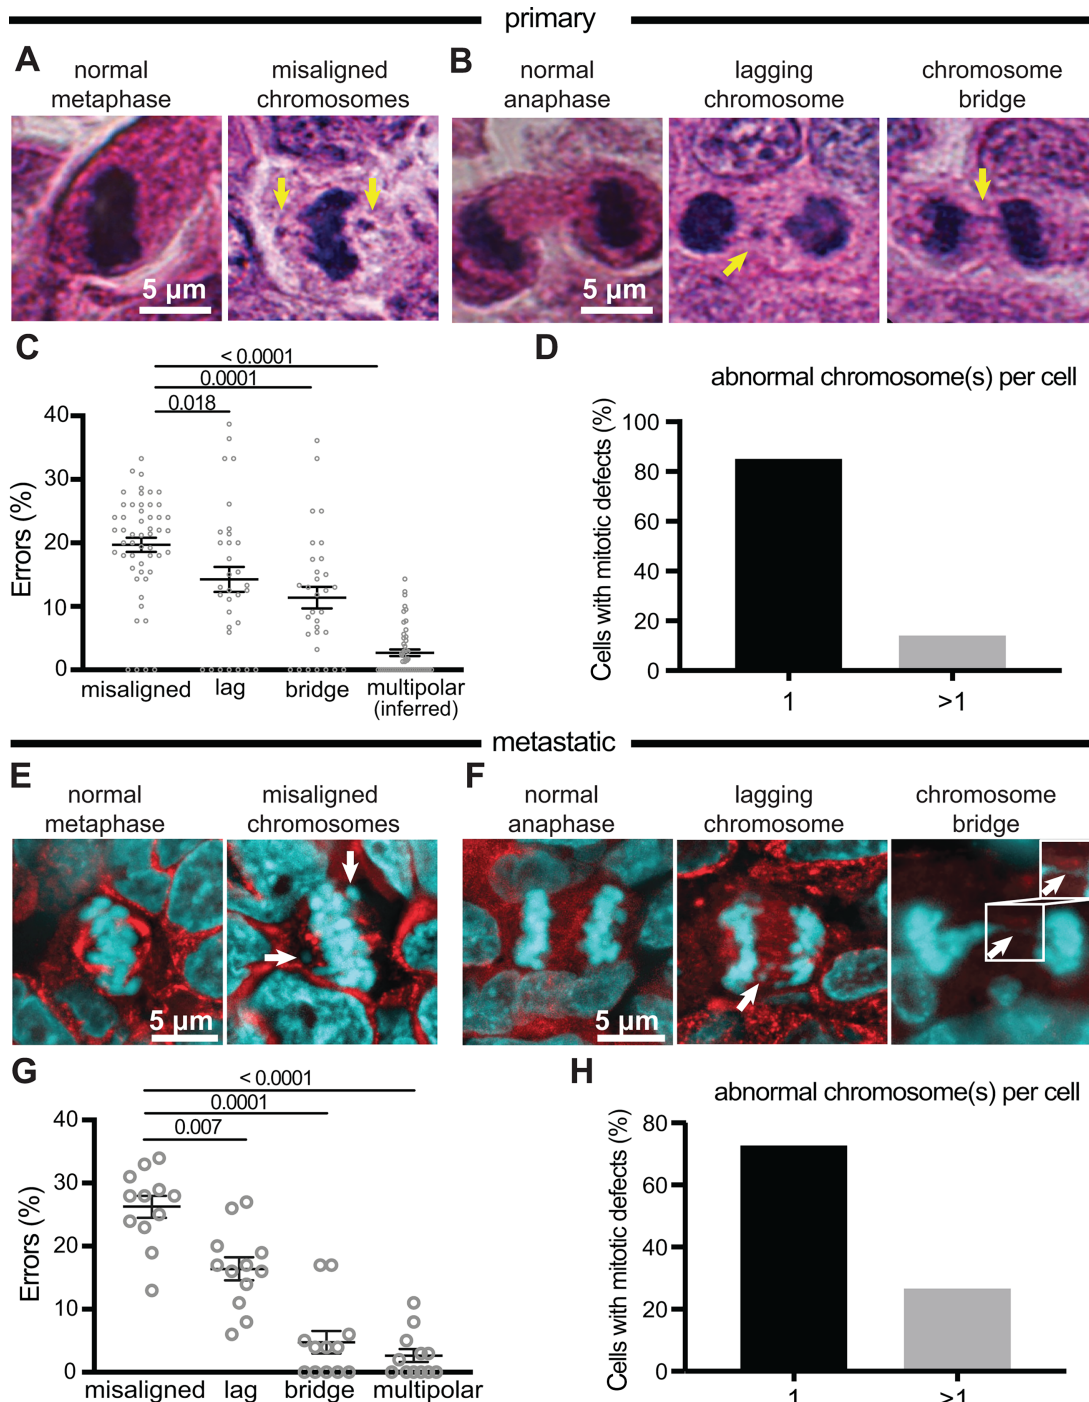 primary
A
normal
metaphase
misaligned
chromosomes
5 μm
B
normal
anaphase
lagging
chromosome
chromosome
bridge
5 μm
C
< 0.0001
0.0001
0.018
Errors (%)
40
30
20
10
0
misaligned
lag
bridge
multipolar
(inferred)
D
abnormal chromosome(s) per cell
Cells with mitotic defects (%)
100
80
60
40
20
0
1
>1
metastatic
E
normal
metaphase
misaligned
chromosomes
5 μm
F
normal
anaphase
lagging
chromosome
chromosome
bridge
5 μm
G
< 0.0001
0.0001
0.007
Errors (%)
40
30
20
10
0
misaligned
lag
bridge
multipolar
H
abnormal chromosome(s) per cell
Cells with mitotic defects (%)
80
60
40
20
0
1
>1